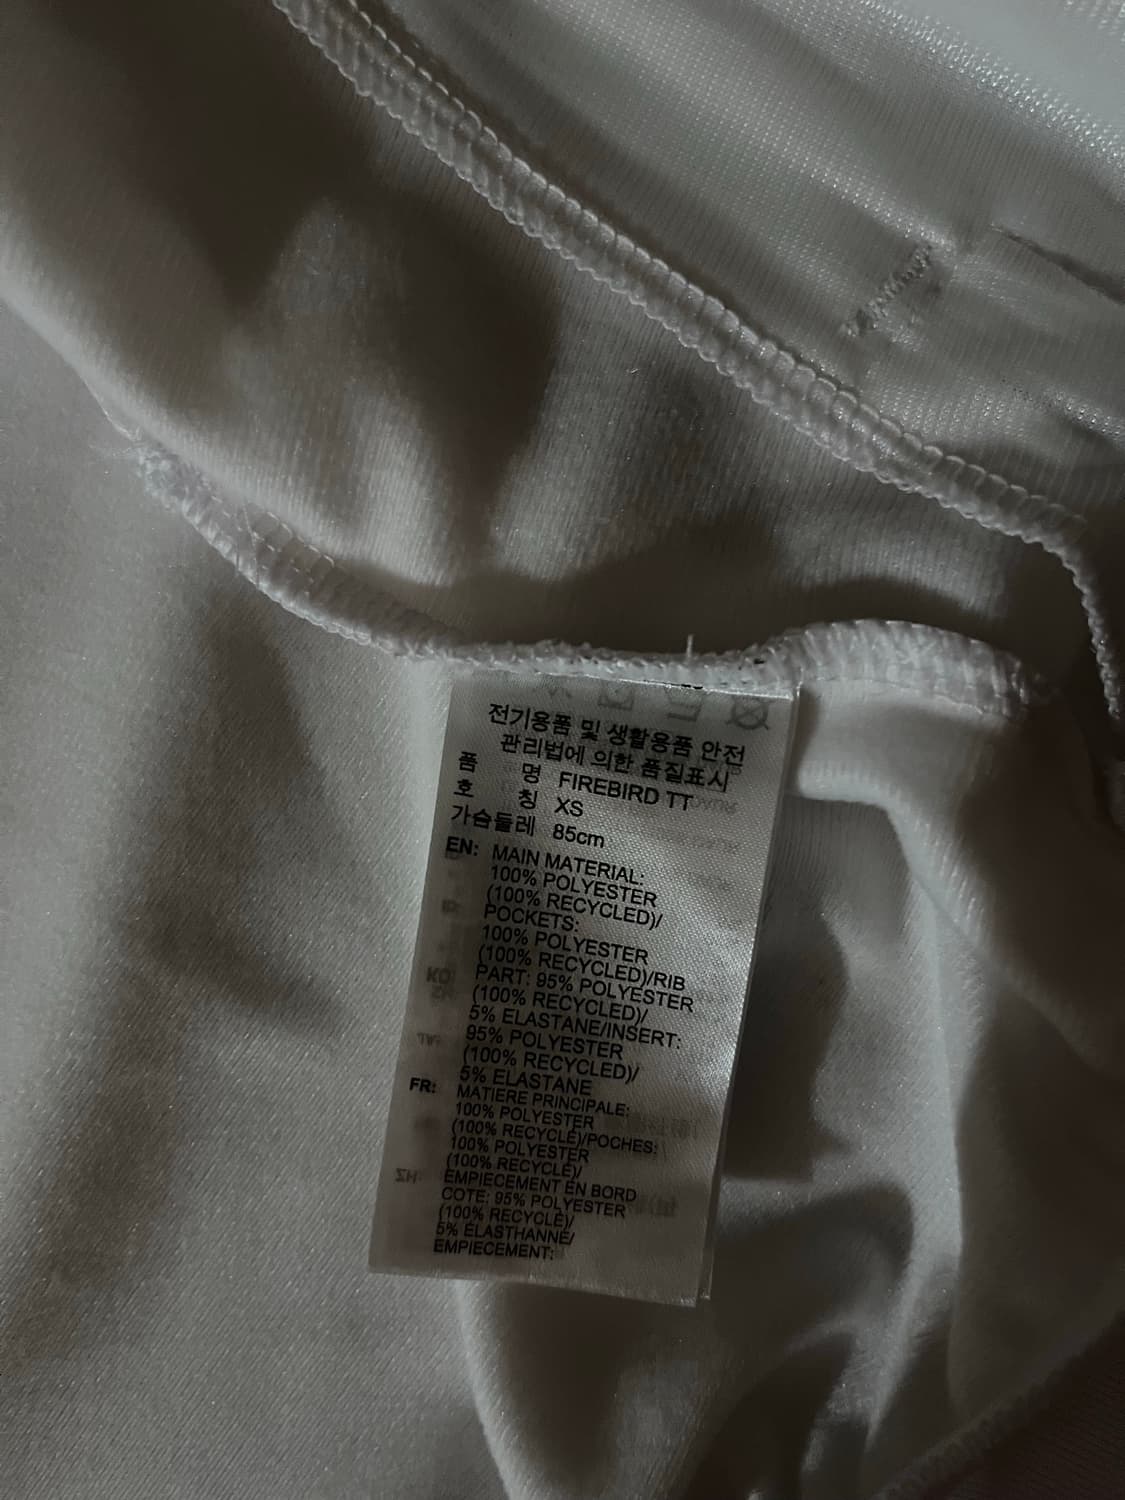 전기용품 및 생활용품 안전
관리법에 의한 품질표시
품 명 FIREBIRD TT
호 칭 XS
가슴둘레 85cm
EN: MAIN MATERIAL:
100% POLYESTER
(100% RECYCLED)/
POCKETS:
100% POLYESTER
(100% RECYCLED)/RIB
PART: 95% POLYESTER
(100% RECYCLED)/
5% ELASTANE/INSERT:
95% POLYESTER
(100% RECYCLED)/
5% ELASTANE
FR: MATIERE PRINCIPALE:
100% POLYESTER
(100% RECYCLÉ)/POCHES:
100% POLYESTER
(100% RECYCLÉ)/
EMPIECEMENT EN BORD
COTE: 95% POLYESTER
(100% RECYCLÉ)/
5% ÉLASTHANNE/
EMPIECEMENT: